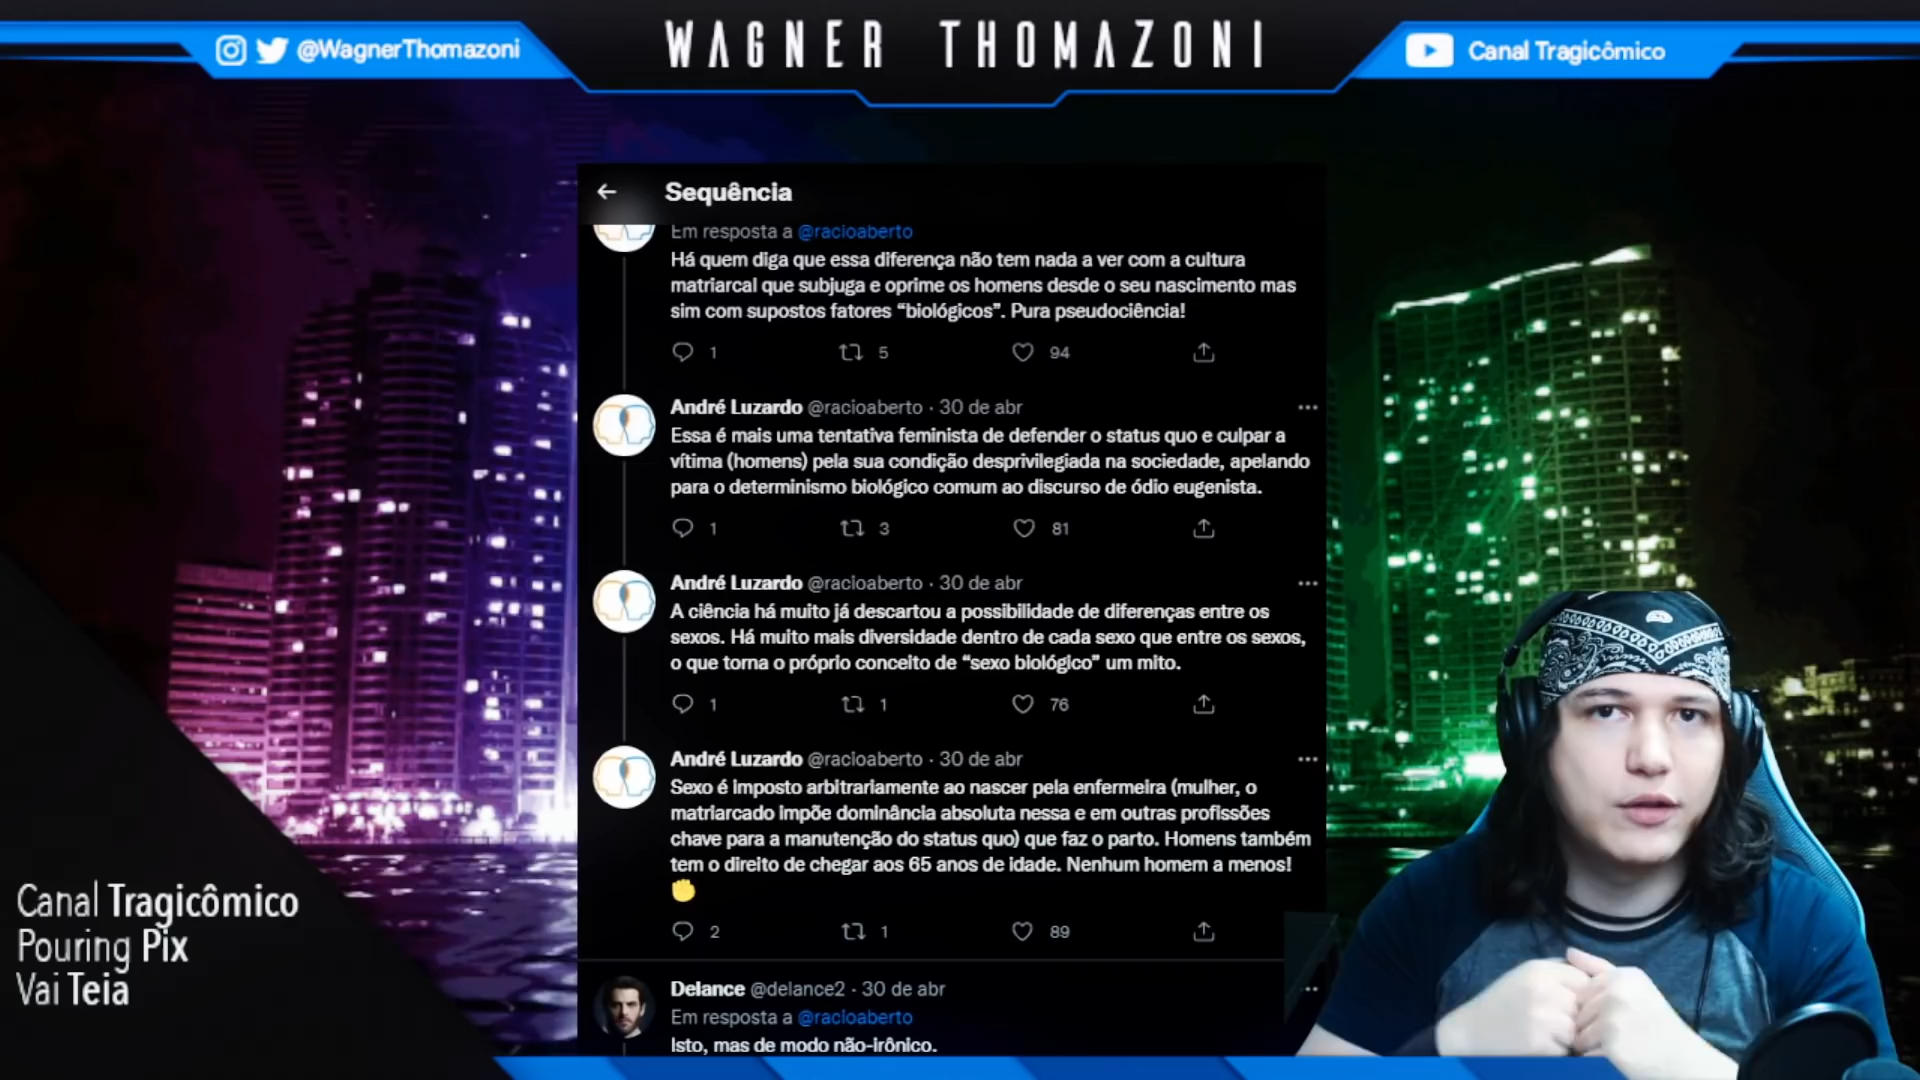 @WagnerThomazoni
WAGNER THOMAZONI
Canal Tragicômico
Sequência
Em resposta a @racioaberto
Há quem diga que essa diferença não tem nada a ver com a cultura
matriarcal que subjuga e oprime os homens desde o seu nascimento mas
sim com supostos fatores “biológicos”. Pura pseudociência!
1 5 94
André Luzardo @racioaberto · 30 de abr
Essa é mais uma tentativa feminista de defender o status quo e culpar a
vítima (homens) pela sua condição desprivilegiada na sociedade, apelando
para o determinismo biológico comum ao discurso de ódio eugenista.
1 3 81
André Luzardo @racioaberto · 30 de abr
A ciência há muito já descartou a possibilidade de diferenças entre os
sexos. Há muito mais diversidade dentro de cada sexo que entre os sexos,
o que torna o próprio conceito de “sexo biológico” um mito.
1 1 76
André Luzardo @racioaberto · 30 de abr
Sexo é imposto arbitrariamente ao nascer pela enfermeira (mulher, o
matriarcado impõe dominância absoluta nessa e em outras profissões
chave para a manutenção do status quo) que faz o parto. Homens também
tem o direito de chegar aos 65 anos de idade. Nenhum homem a menos!
✊
2 1 89
Delance @delance2 · 30 de abr
Em resposta a @racioaberto
Isto, mas de modo não-irônico.
Canal Tragicômico
Pouring Pix
Vai Teia